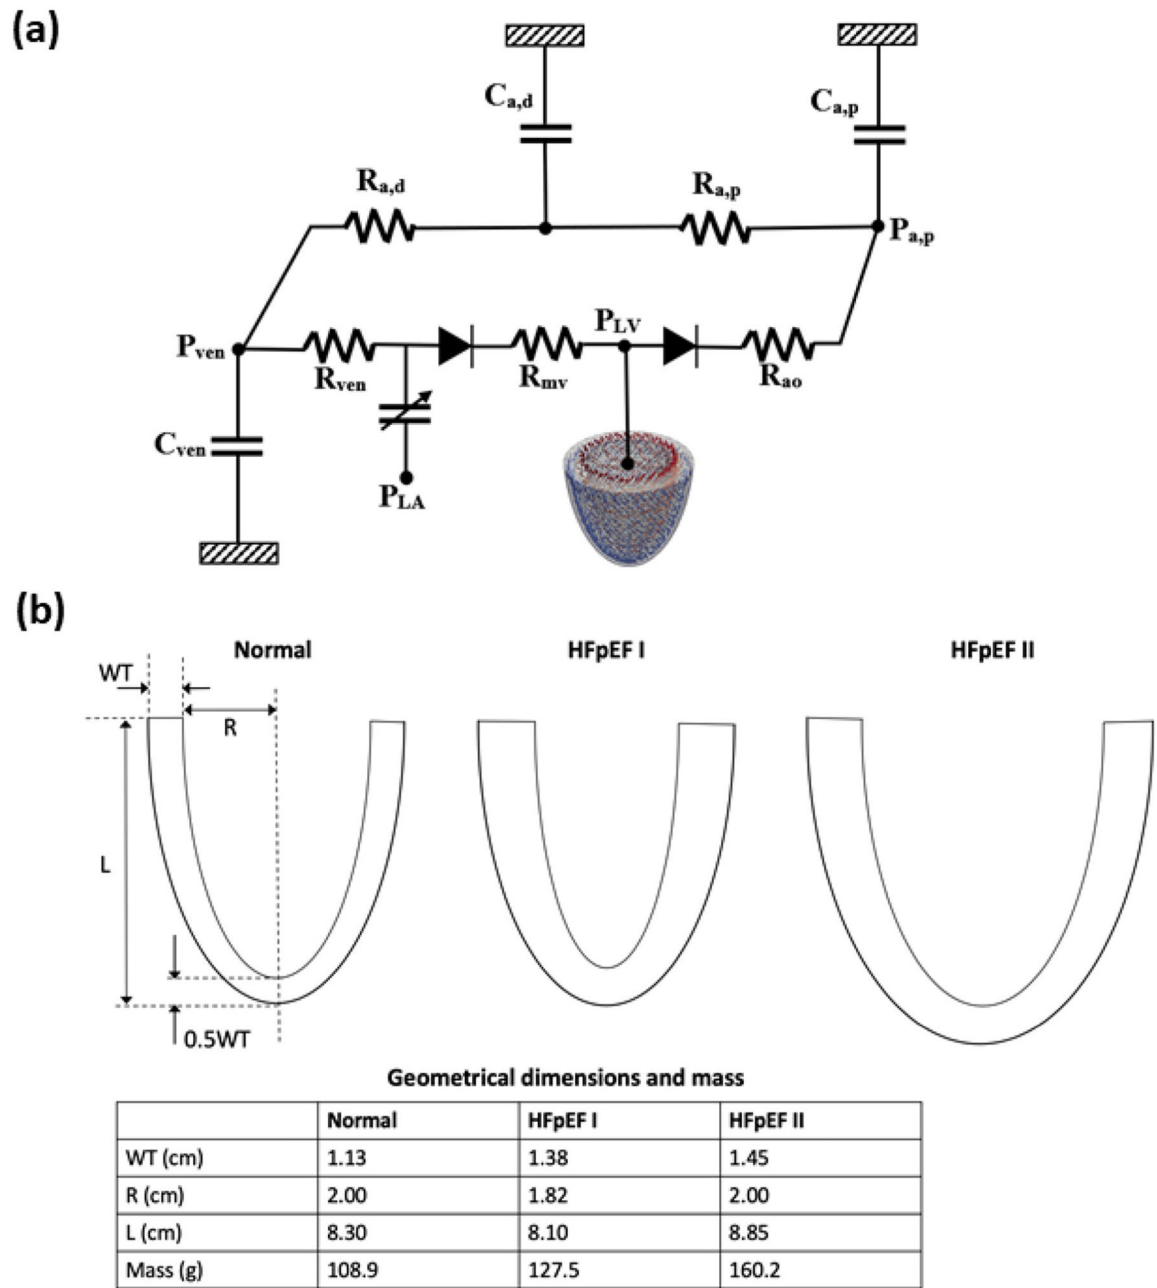 (a)
Ca,d
Ca,p
Ra,d
Ra,p
Pa,p
Pven
PLV
Rven
Rmv
Rao
Cven
PLA
(b)
Normal HFpEF I HFpEF II
WT
R
L
0.5WT
Geometrical dimensions and mass
Normal HFpEF I HFpEF II
WT (cm) 1.13 1.38 1.45
R (cm) 2.00 1.82 2.00
L (cm) 8.30 8.10 8.85
Mass (g) 108.9 127.5 160.2